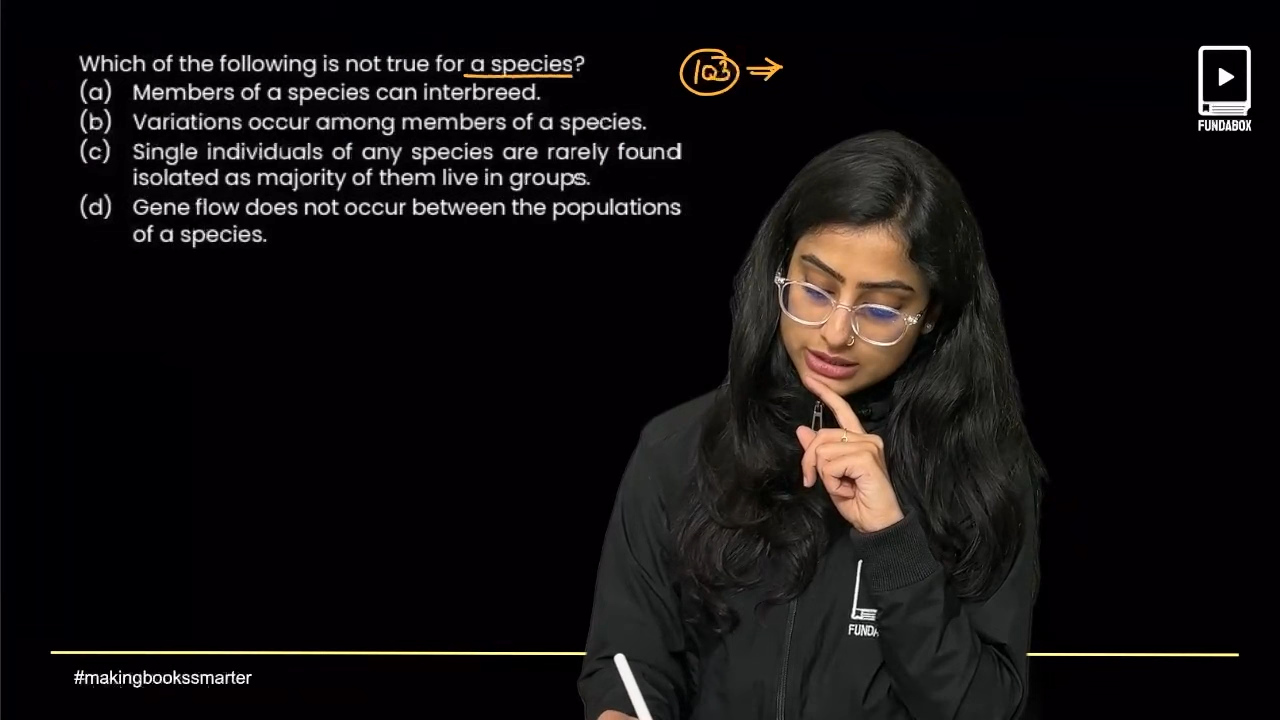 Which of the following is not true for a species?
103 ⇒
(a) Members of a species can interbreed.
(b) Variations occur among members of a species.
(c) Single individuals of any species are rarely found
isolated as majority of them live in groups.
(d) Gene flow does not occur between the populations
of a species.
FUNDABOX
FUNDA
#makingbookssmarter